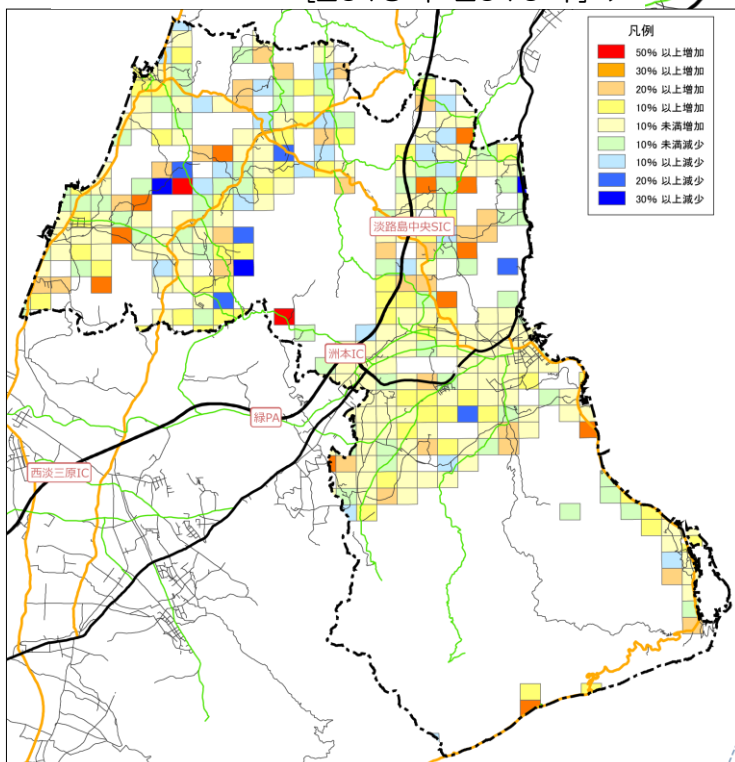 凡例
50% 以上増加
30% 以上増加
20% 以上増加
10% 以上増加
10% 未満増加
10% 未満減少
10% 以上減少
20% 以上減少
30% 以上減少
淡路島中央SIC
洲本IC
緑PA
西淡三原IC